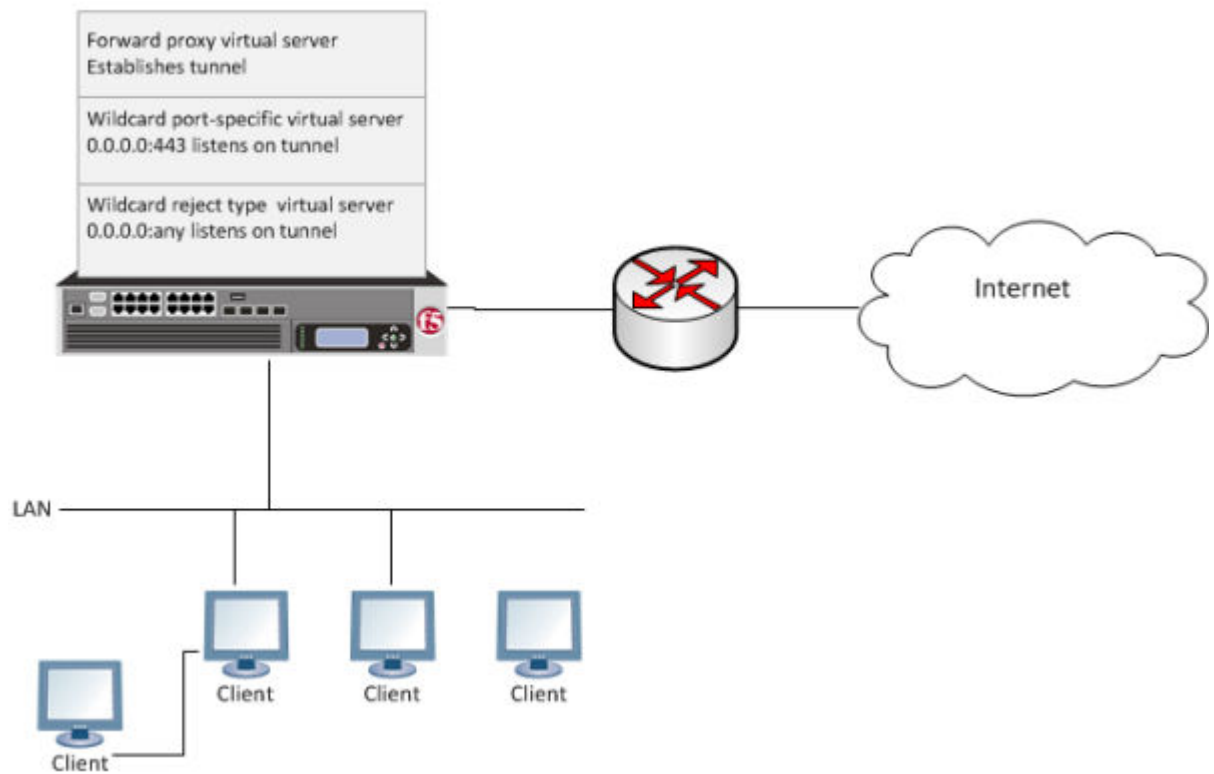 Forward proxy virtual server
Establishes tunnel
Wildcard port-specific virtual server
0.0.0.0:443 listens on tunnel
Wildcard reject type virtual server
0.0.0.0:any listens on tunnel
f5
Internet
LAN
Client
Client
Client
Client